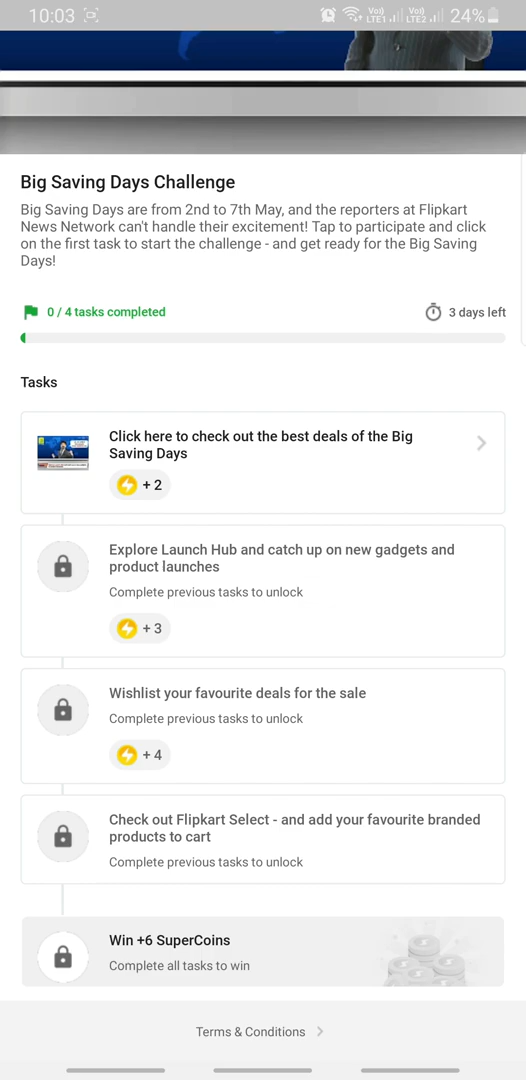 10:03
Vo) LTE1
Vo) LTE2
24%
Big Saving Days Challenge
Big Saving Days are from 2nd to 7th May, and the reporters at Flipkart
News Network can't handle their excitement! Tap to participate and click
on the first task to start the challenge - and get ready for the Big Saving
Days!
0 / 4 tasks completed
3 days left
Tasks
Click here to check out the best deals of the Big
Saving Days
+ 2
Explore Launch Hub and catch up on new gadgets and
product launches
Complete previous tasks to unlock
+ 3
Wishlist your favourite deals for the sale
Complete previous tasks to unlock
+ 4
Check out Flipkart Select - and add your favourite branded
products to cart
Complete previous tasks to unlock
Win +6 SuperCoins
Complete all tasks to win
Terms & Conditions